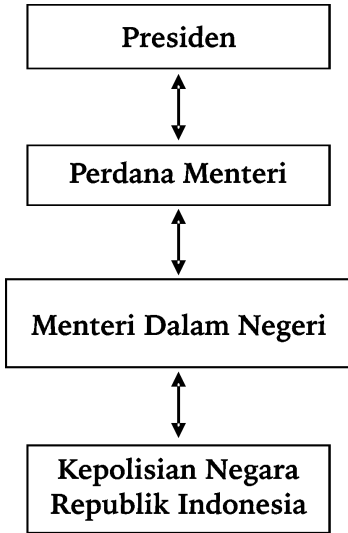 Presiden
Perdana Menteri
Menteri Dalam Negeri
Kepolisian Negara
Republik Indonesia